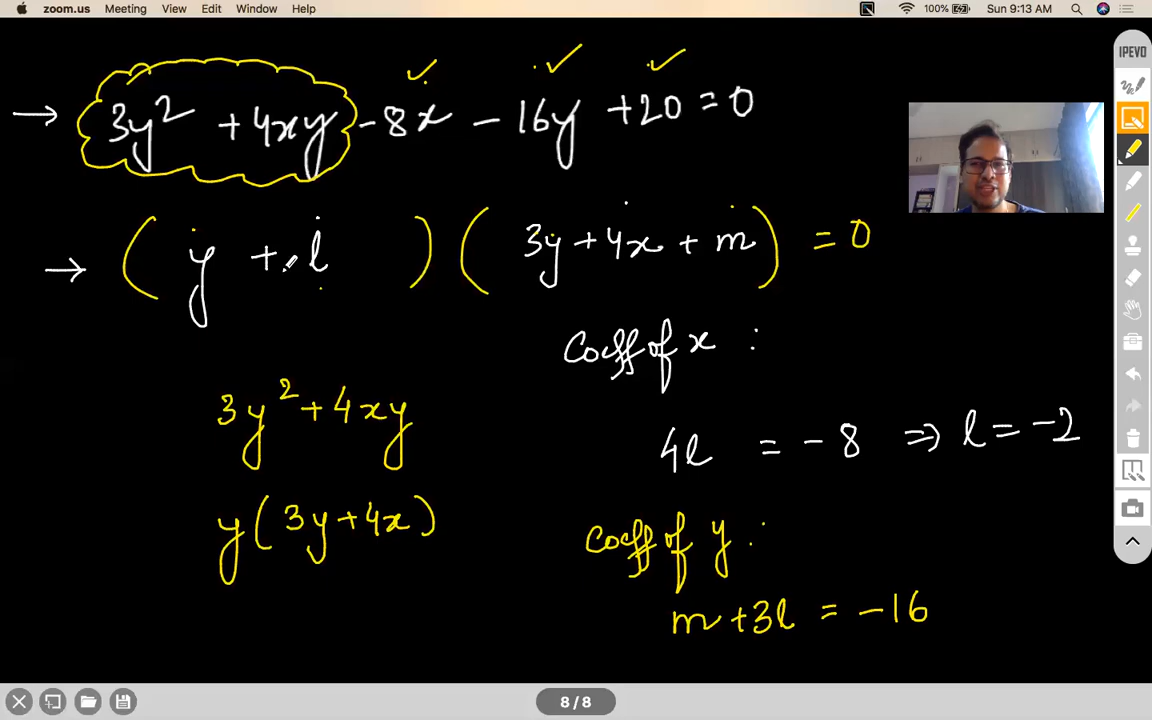 zoom.us Meeting View Edit Window Help 100% Sun 9:13 AM
IPEVO
→ 3y² + 4xy - 8x - 16y + 20 = 0
→ ( y + l ) ( 3y + 4x + m ) = 0
Coeff of x :
3y² + 4xy
4l = - 8 ⇒ l = -2
y ( 3y + 4x )
Coeff of y :
m + 3l = - 16
8 / 8